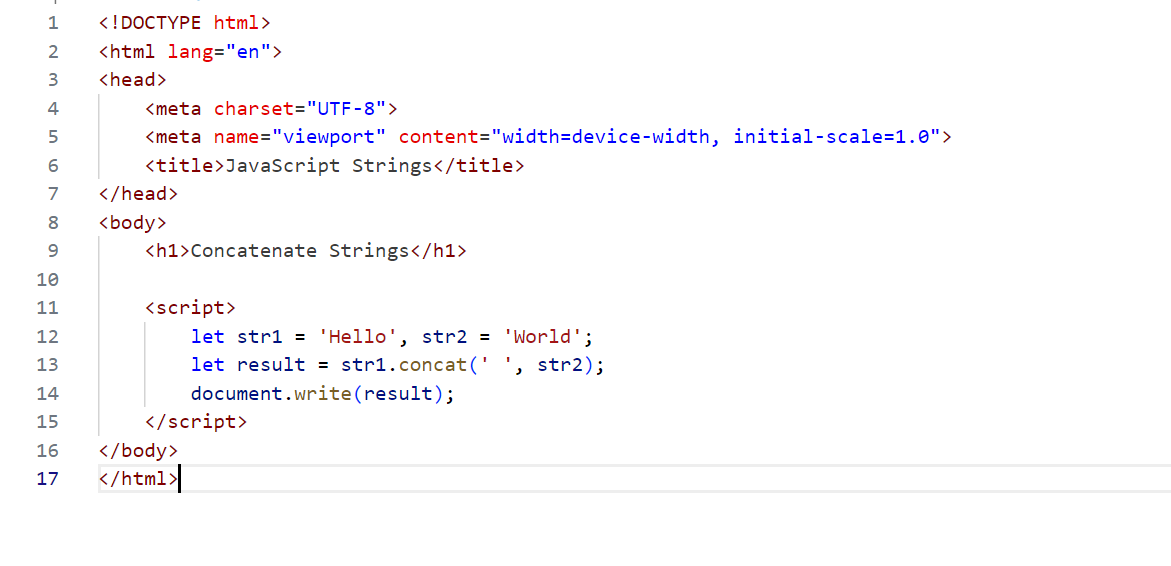 1 <!DOCTYPE html>
2 <html lang="en">
3 <head>
4     <meta charset="UTF-8">
5     <meta name="viewport" content="width=device-width, initial-scale=1.0">
6     <title>JavaScript Strings</title>
7 </head>
8 <body>
9     <h1>Concatenate Strings</h1>
10
11     <script>
12         let str1 = 'Hello', str2 = 'World';
13         let result = str1.concat(' ', str2);
14         document.write(result);
15     </script>
16 </body>
17 </html>